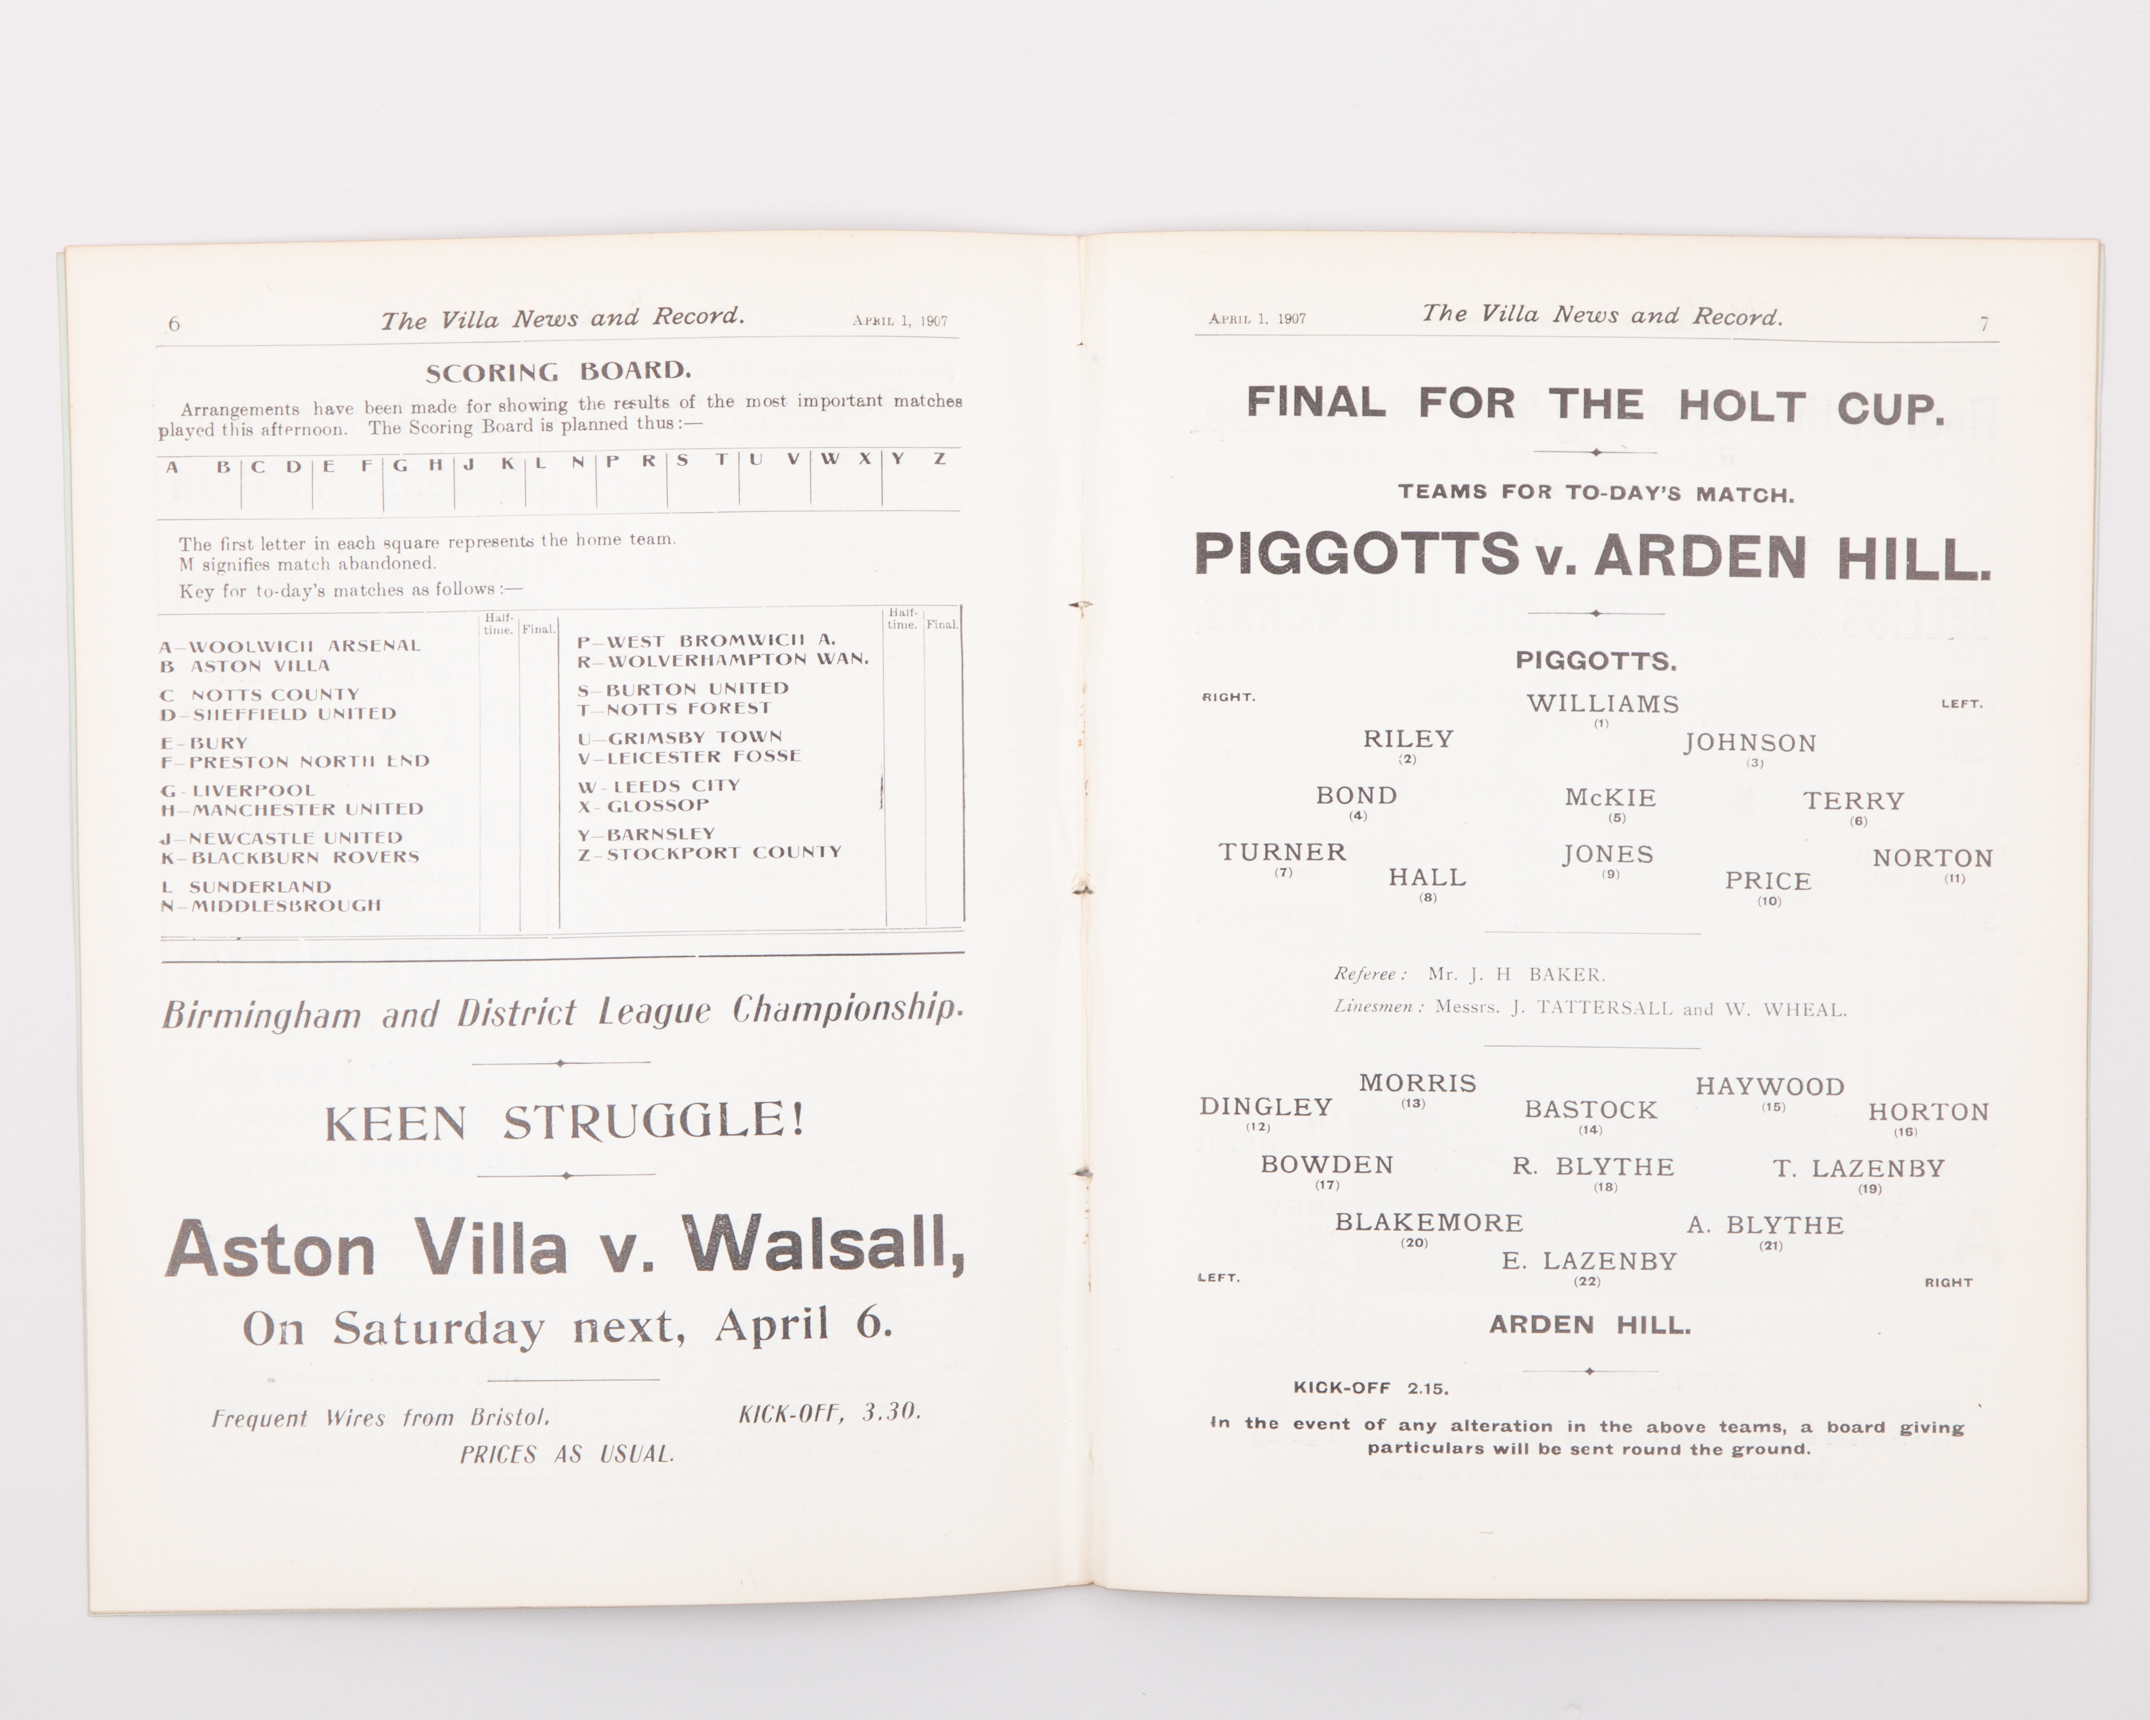 6 The Villa News and Record. APRIL 1, 1907
SCORING BOARD.
Arrangements have been made for showing the results of the most important matches
played this afternoon. The Scoring Board is planned thus:—
A B C D E F G H J K L N P R S T U V W X Y Z
The first letter in each square represents the home team.
M signifies match abandoned.
Key for to-day's matches as follows:—
Half-time. Final.
A—WOOLWICH ARSENAL
B ASTON VILLA
C NOTTS COUNTY
D—SHEFFIELD UNITED
E—BURY
F—PRESTON NORTH END
G-LIVERPOOL
H—MANCHESTER UNITED
J—NEWCASTLE UNITED
K—BLACKBURN ROVERS
L SUNDERLAND
N—MIDDLESBROUGH
Half-time. Final.
P—WEST BROMWICH A.
R—WOLVERHAMPTON WAN.
S—BURTON UNITED
T—NOTTS FOREST
U—GRIMSBY TOWN
V—LEICESTER FOSSE
W-LEEDS CITY
X-GLOSSOP
Y—BARNSLEY
Z—STOCKPORT COUNTY
Birmingham and District League Championship.
KEEN STRUGGLE!
Aston Villa v. Walsall,
On Saturday next, April 6.
Frequent Wires from Bristol. KICK-OFF, 3.30.
PRICES AS USUAL.
APRIL 1. 1907 The Villa News and Record. 7
FINAL FOR THE HOLT CUP.
TEAMS FOR TO-DAY'S MATCH.
PIGGOTTS v. ARDEN HILL.
PIGGOTTS.
RIGHT. WILLIAMS LEFT.
(1)
RILEY JOHNSON
(2) (3)
BOND McKIE TERRY
(4) (5) (6)
TURNER JONES NORTON
(7) (9) (11)
HALL PRICE
(8) (10)
Referee: Mr. J. H BAKER.
Linesmen: Messrs. J. TATTERSALL and W. WHEAL.
MORRIS HAYWOOD
(13) (15)
DINGLEY BASTOCK HORTON
(12) (14) (16)
BOWDEN R. BLYTHE T. LAZENBY
(17) (18) (19)
BLAKEMORE A. BLYTHE
(20) (21)
E. LAZENBY
(22)
LEFT. RIGHT
ARDEN HILL.
KICK-OFF 2.15.
In the event of any alteration in the above teams, a board giving
particulars will be sent round the ground.